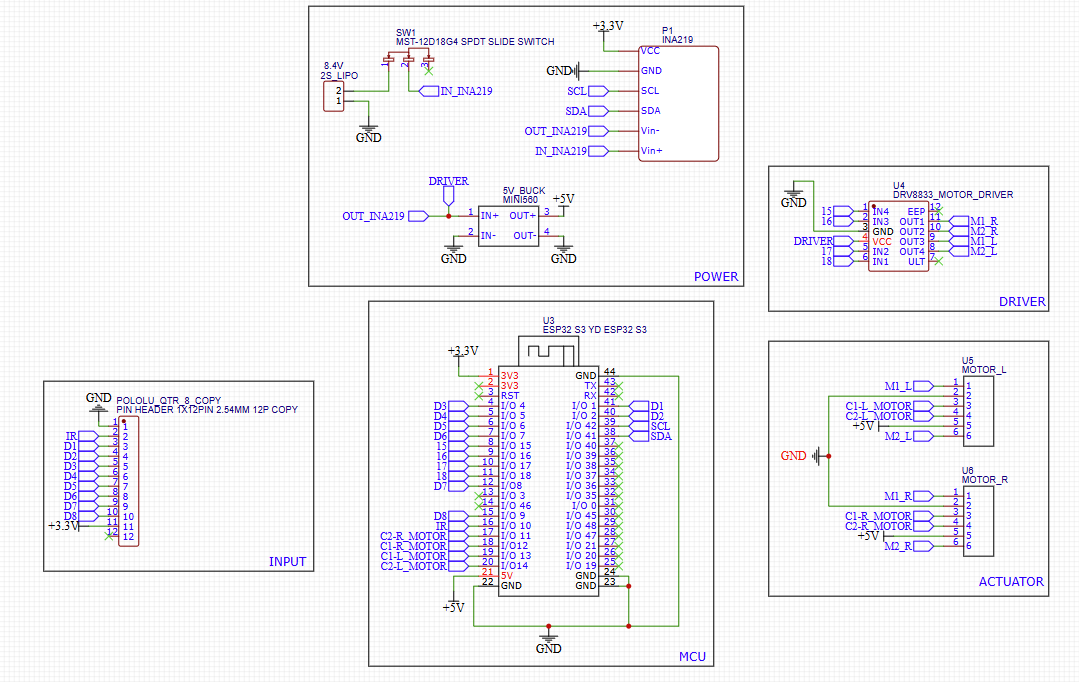 SW1
MST-12D18G4 SPDT SLIDE SWITCH
1
2
3
8.4V
2S_LIPO
2
1
GND
IN_INA219
+3.3V
P1
INA219
VCC
GND GND
SCL SCL
SDA SDA
OUT_INA219 Vin-
IN_INA219 Vin+
DRIVER
OUT_INA219
5V_BUCK
MINI560
1 IN+ OUT+ 3
+5V
2 IN- OUT- 4
GND
GND
POWER
U4
DRV8833_MOTOR_DRIVER
GND
15 1 IN4 EEP 12
16 2 IN3 OUT1 11 M1_R
3 GND OUT2 10 M2_R
DRIVER 4 VCC OUT3 9 M1_L
17 5 IN2 OUT4 8 M2_L
18 6 IN1 ULT 7
DRIVER
U3
ESP32 S3 YD ESP32 S3
+3.3V
1 3V3 GND 44
2 3V3 TX 43
3 RST RX 42
D3 4 I/O 4 I/O 1 41 D1
D4 5 I/O 5 I/O 2 40 D2
D5 6 I/O 6 I/O 42 39 SCL
D6 7 I/O 7 I/O 41 38 SDA
15 8 I/O 15 I/O 40 37
16 9 I/O 16 I/O 39 36
17 10 I/O 17 I/O 38 35
18 11 I/O 18 I/O 37 34
D7 12 I/O8 I/O 36 33
13 I/O 3 I/O 35 32
14 I/O 46 I/O 0 31
D8 15 I/O 9 I/O 45 30
IR 16 I/O 10 I/O 48 29
C2-R_MOTOR 17 I/O 11 I/O 47 28
C1-R_MOTOR 18 I/O12 I/O 21 27
C1-L_MOTOR 19 I/O 13 I/O 20 26
C2-L_MOTOR 20 I/O14 I/O 19 25
21 5V GND 24
22 GND GND 23
+5V
GND
MCU
GND
POLOLU_QTR_8_COPY
PIN HEADER 1X12PIN 2.54MM 12P COPY
1 1
IR 2 2
D1 3 3
D2 4 4
D3 5 5
D4 6 6
D5 7 7
D6 8 8
D7 9 9
D8 10 10
+3.3V 11 11
12 12
INPUT
U5
MOTOR_L
M1_L 1 1
2 2
C1-L_MOTOR 3 3
C2-L_MOTOR 4 4
+5V 5 5
M2_L 6 6
GND
U6
MOTOR_R
M1_R 1 1
2 2
C1-R_MOTOR 3 3
C2-R_MOTOR 4 4
+5V 5 5
M2_R 6 6
ACTUATOR